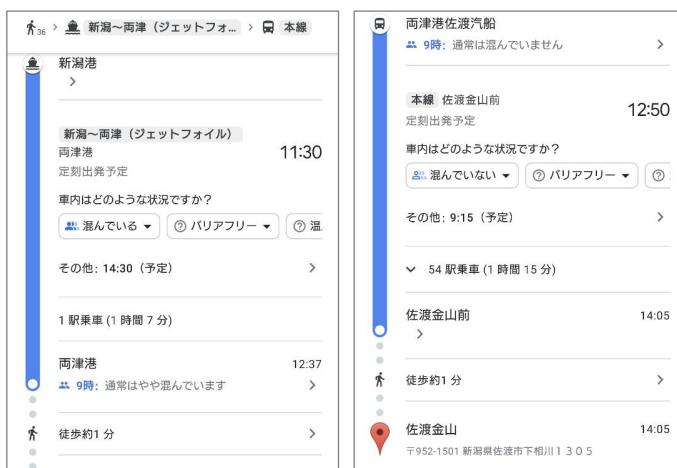 36 > 新潟～両津（ジェットフォ... > 本線
新潟港
>
新潟～両津（ジェットフォイル）
両津港
11:30
定刻出発予定
車内はどのような状況ですか？
混んでいる ▼ バリアフリー ▼ 温
その他: 14:30（予定） >
1 駅乗車 (1 時間 7 分)
両津港 12:37
9時: 通常はやや混んでいます >
徒歩約1 分 >
両津港佐渡汽船
9時: 通常は混んでいません >
本線 佐渡金山前
12:50
定刻出発予定
車内はどのような状況ですか？
混んでいない ▼ バリアフリー ▼
その他: 9:15（予定） >
54 駅乗車 (1 時間 15 分)
佐渡金山前 14:05
>
徒歩約1 分 >
佐渡金山 14:05
〒952-1501 新潟県佐渡市下相川１３０５